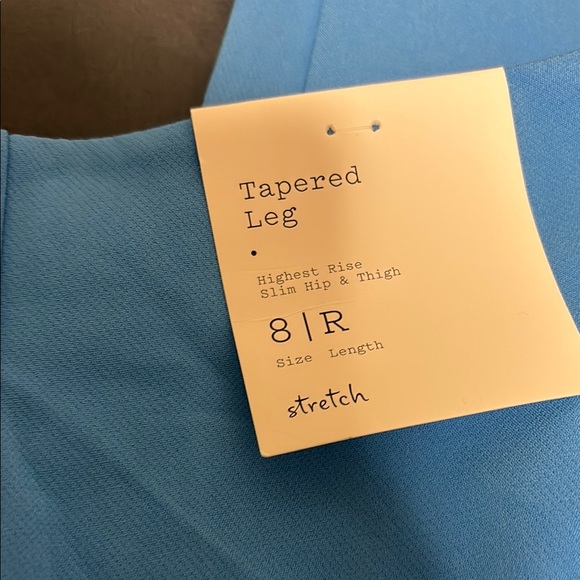 Tapered
Leg
•
Highest Rise
Slim Hip & Thigh
8|R
Size Length
stretch